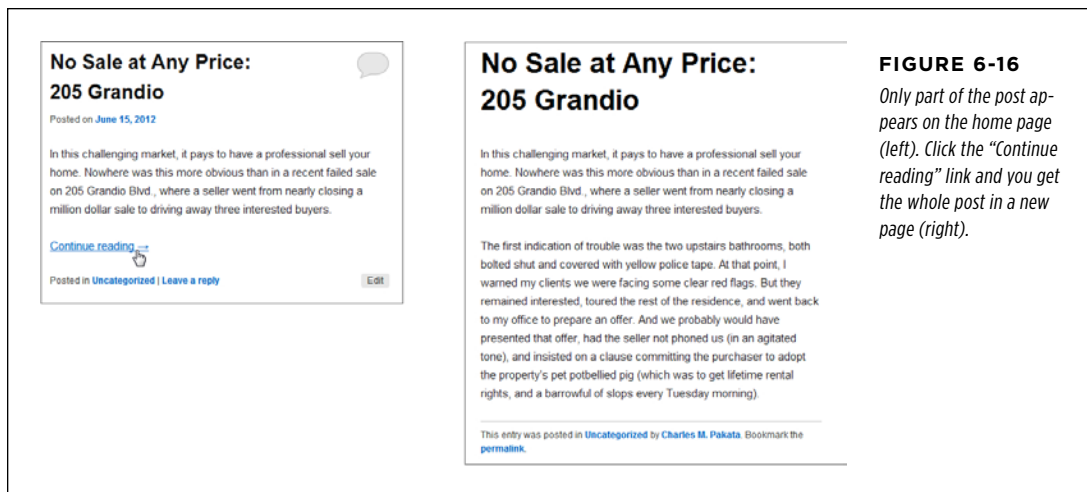 No Sale at Any Price:
205 Grandio
Posted on June 15, 2012
In this challenging market, it pays to have a professional sell your
home. Nowhere was this more obvious than in a recent failed sale
on 205 Grandio Blvd., where a seller went from nearly closing a
million dollar sale to driving away three interested buyers.
Continue reading →
Posted in Uncategorized | Leave a reply
Edit
No Sale at Any Price:
205 Grandio
In this challenging market, it pays to have a professional sell your
home. Nowhere was this more obvious than in a recent failed sale
on 205 Grandio Blvd., where a seller went from nearly closing a
million dollar sale to driving away three interested buyers.
The first indication of trouble was the two upstairs bathrooms, both
bolted shut and covered with yellow police tape. At that point, I
warned my clients we were facing some clear red flags. But they
remained interested, toured the rest of the residence, and went back
to my office to prepare an offer. And we probably would have
presented that offer, had the seller not phoned us (in an agitated
tone), and insisted on a clause committing the purchaser to adopt
the property's pet potbellied pig (which was to get lifetime rental
rights, and a barrowful of slops every Tuesday morning).
This entry was posted in Uncategorized by Charles M. Pakata. Bookmark the
permalink.
FIGURE 6-16
Only part of the post ap-
pears on the home page
(left). Click the “Continue
reading” link and you get
the whole post in a new
page (right).